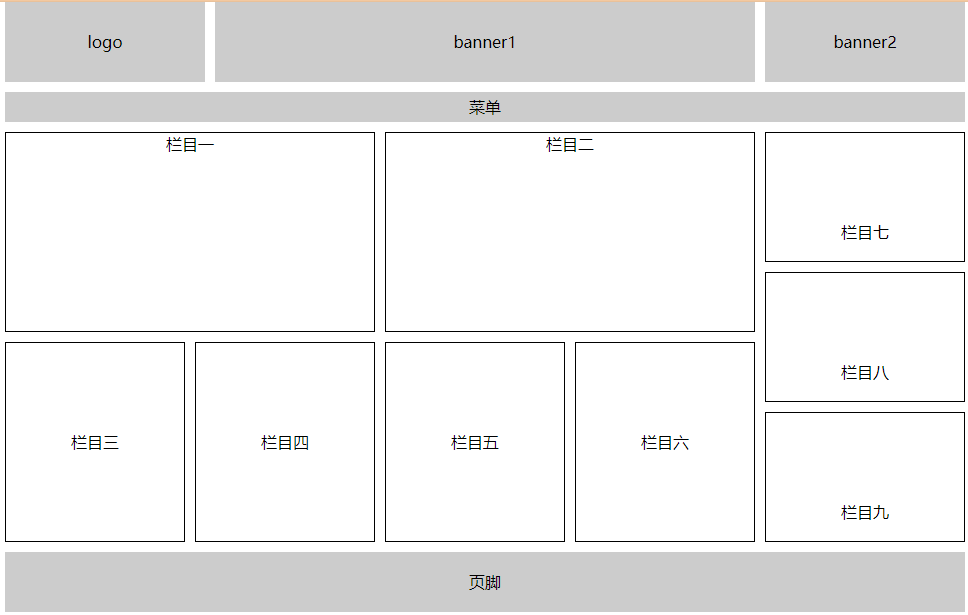 logo
banner1
banner2
菜单
栏目一
栏目二
栏目七
栏目八
栏目三
栏目四
栏目五
栏目六
栏目九
页脚